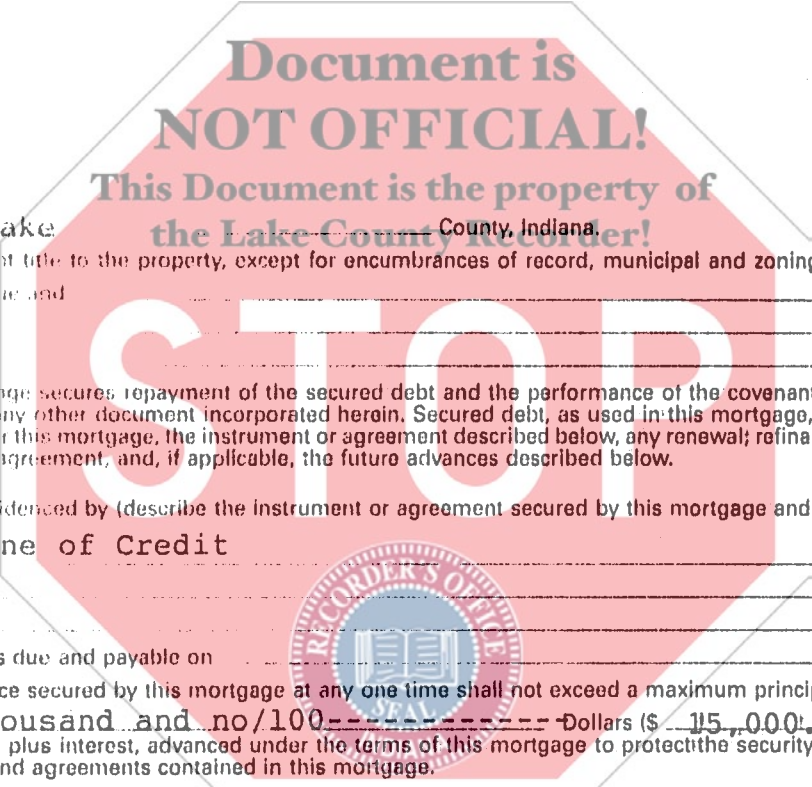 Document is
NOT OFFICIAL!
This Document is the property of
the Lake County Recorder!
ake County, Indiana.
title to the property, except for encumbrances of record, municipal and zoning
and
STOP
secures repayment of the secured debt and the performance of the covenant
ny other document incorporated herein. Secured debt, as used in this mortgage,
this mortgage, the instrument or agreement described below, any renewal; refina
agreement, and, if applicable, the future advances described below.
idenced by (describe the instrument or agreement secured by this mortgage and
ne of Credit
RECORDER'S OFFICE
s due and payable on
ce secured by this mortgage at any one time shall not exceed a maximum princi
SEAL
ousand and no/100 Dollars ($ 15,000.
plus interest, advanced under the terms of this mortgage to protect the security
nd agreements contained in this mortgage.